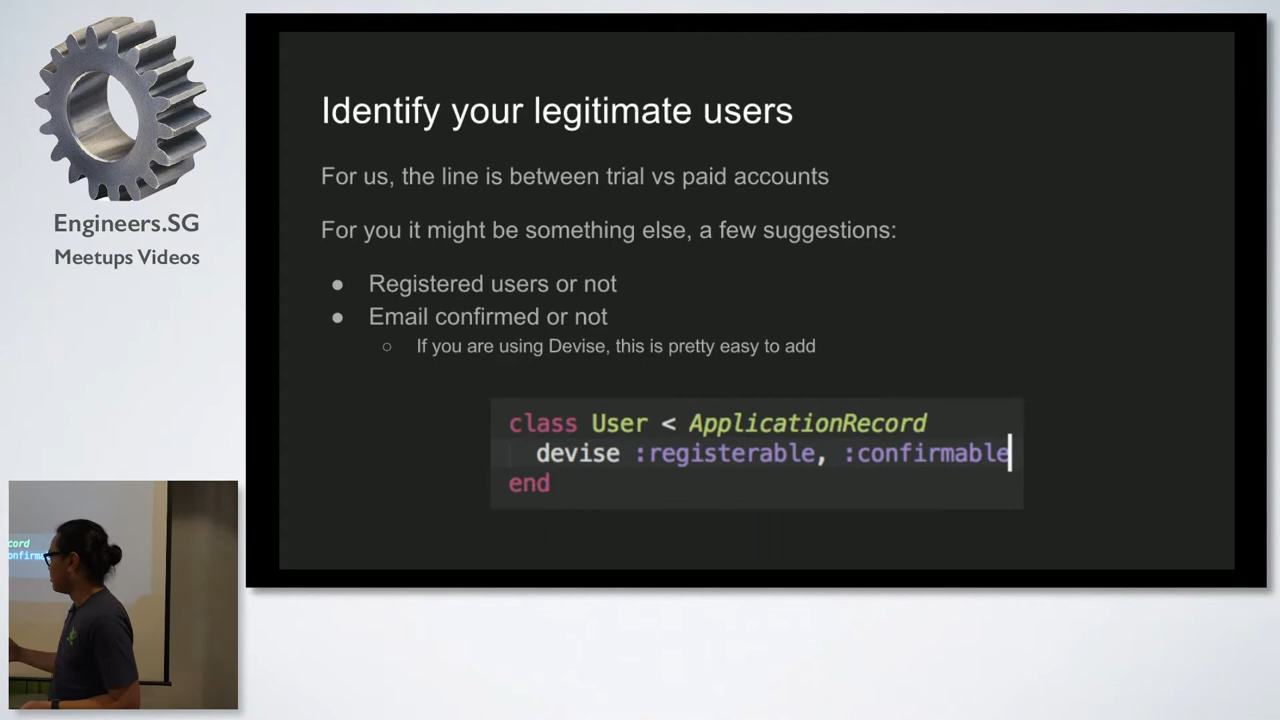 Engineers.SG
Meetups Videos
Identify your legitimate users
For us, the line is between trial vs paid accounts
For you it might be something else, a few suggestions:
● Registered users or not
● Email confirmed or not
○ If you are using Devise, this is pretty easy to add
class User < ApplicationRecord
devise :registerable, :confirmable
end
cord
confirma